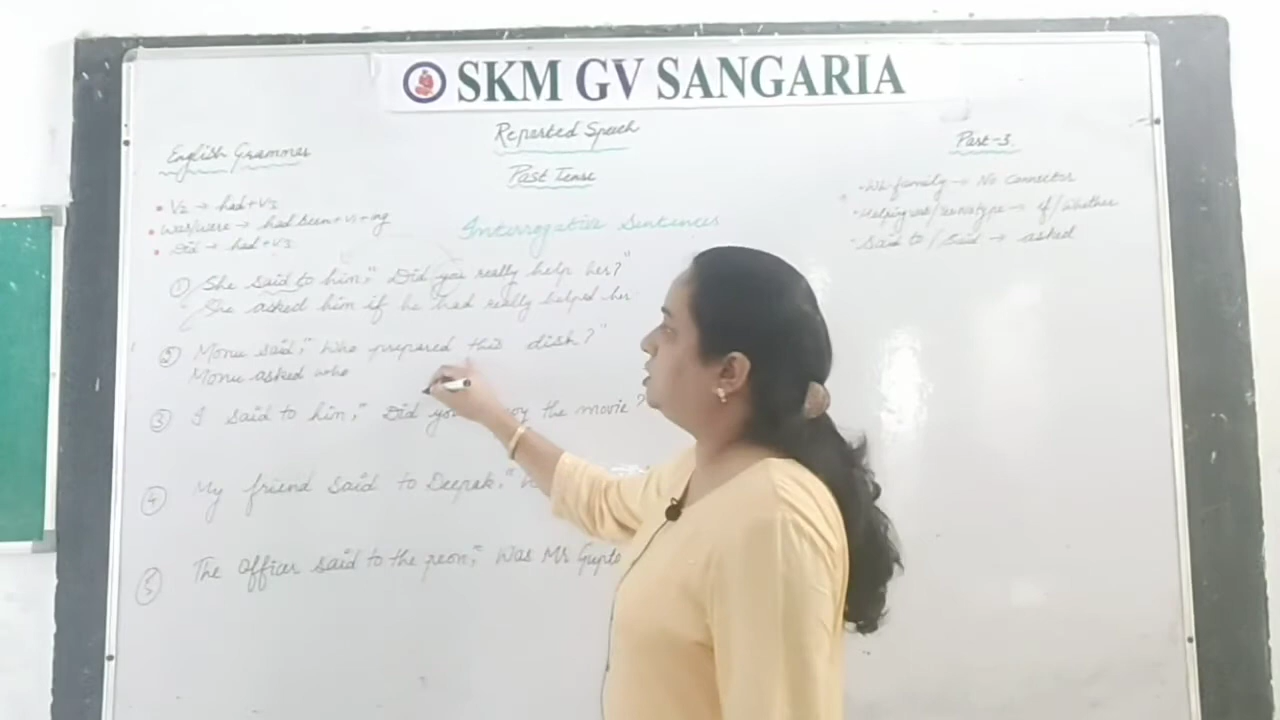 SKM GV SANGARIA
Reported Speech
English Grammar
Part-3.
Past Tense
• V2 → had+V3
• Was/were → had been+V1+ing
• Did → had+V3
• Wh family → No connector
• Helping verb/ → if/whether
• Said to/Said → asked
Interrogative Sentences
① She said to him," Did you really help her?"
She asked him if he had really helped her
② Monu said," Who prepared this dish?"
Monu asked who
③ I said to him," Did the movie?
④ My friend said to Deepak,"
⑤ The officer said to the peon," Was Mr Gupta